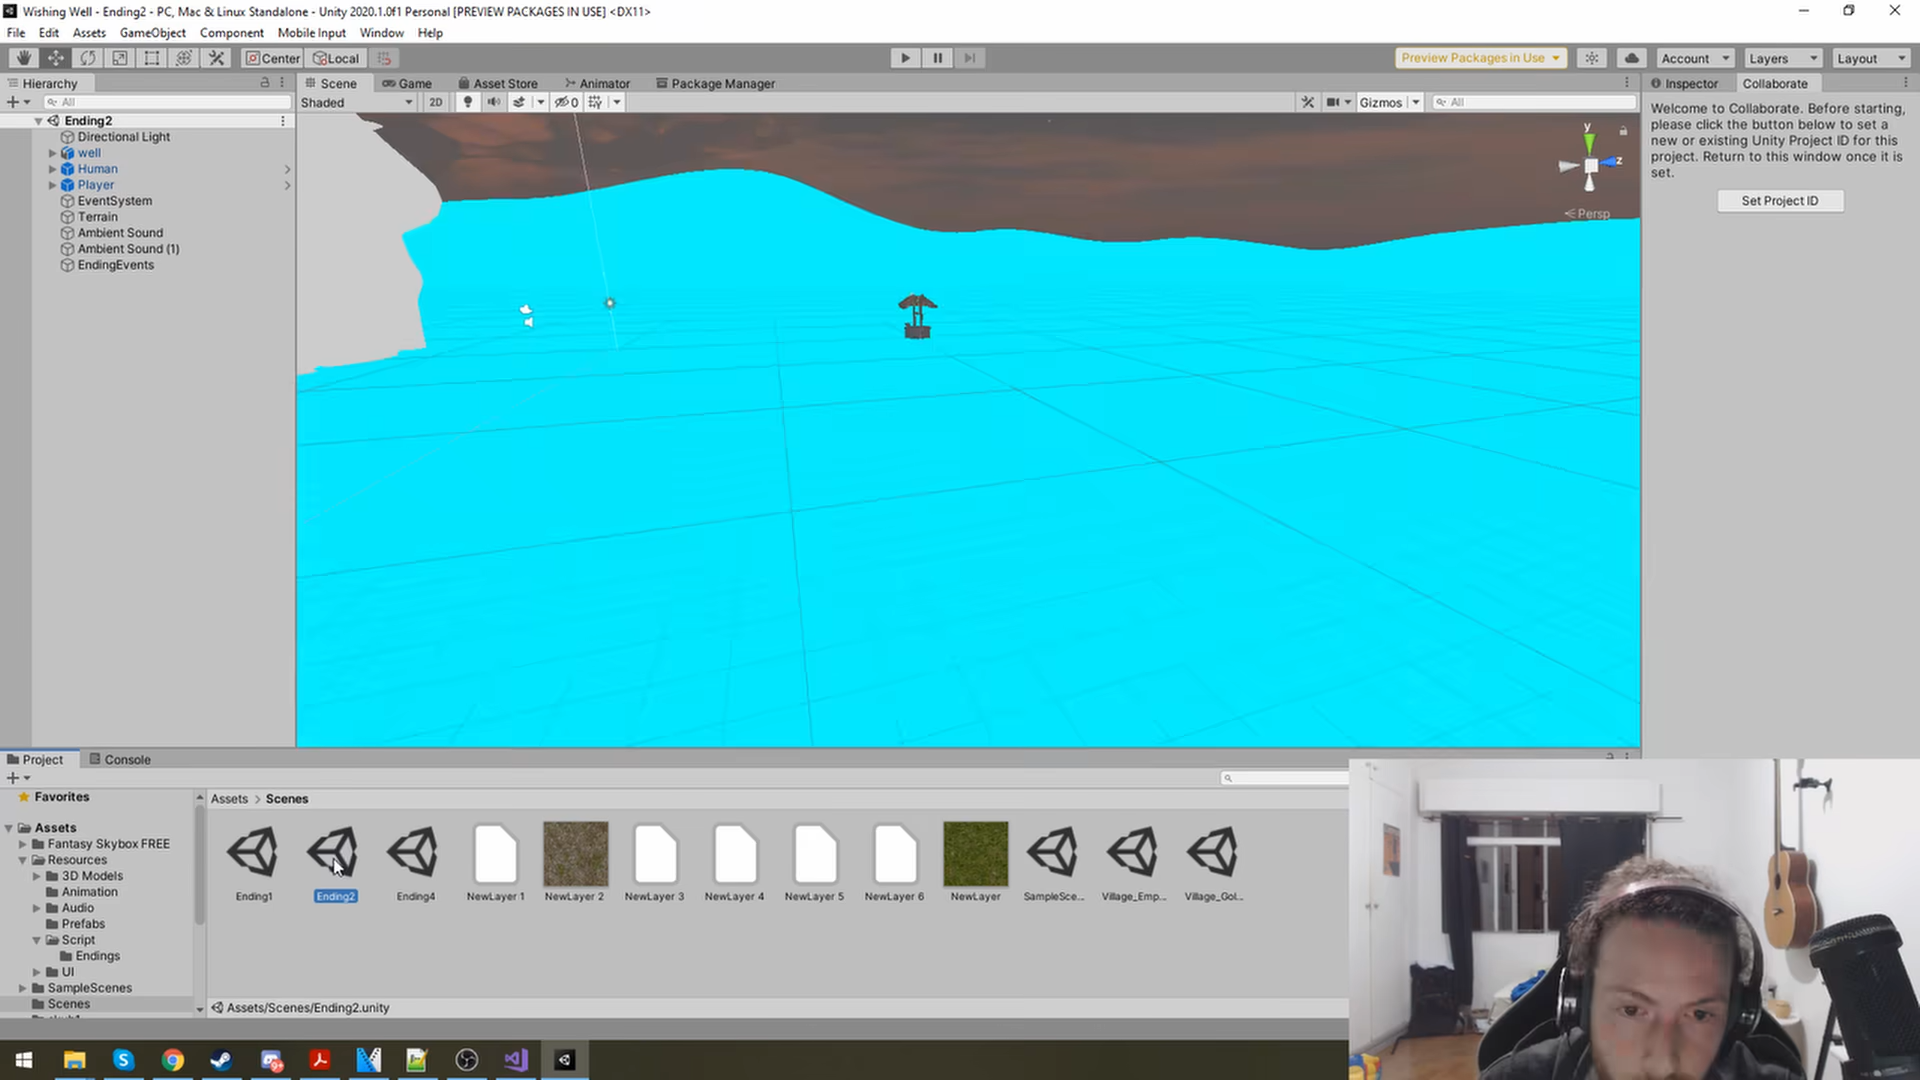 Wishing Well - Ending2 - PC, Mac & Linux Standalone - Unity 2020.1.0f1 Personal [PREVIEW PACKAGES IN USE] <DX11>
File Edit Assets GameObject Component Mobile Input Window Help
Center Local Preview Packages in Use Account Layers Layout
Hierarchy Scene Game Asset Store Animator Package Manager Inspector Collaborate
All Shaded 2D 0 Gizmos All
Ending2
Directional Light
well
Human
Player
EventSystem
Terrain
Ambient Sound
Ambient Sound (1)
EndingEvents
y
z
Persp
Welcome to Collaborate. Before starting,
please click the button below to set a
new or existing Unity Project ID for this
project. Return to this window once it is
set.
Set Project ID
Project Console
Favorites
Assets
Fantasy Skybox FREE
Resources
3D Models
Animation
Audio
Prefabs
Script
Endings
UI
SampleScenes
Scenes
Assets > Scenes
Ending1 Ending2 Ending4 NewLayer 1 NewLayer 2 NewLayer 3 NewLayer 4 NewLayer 5 NewLayer 6 NewLayer SampleSce... Village_Emp... Village_Gol...
Assets/Scenes/Ending2.unity